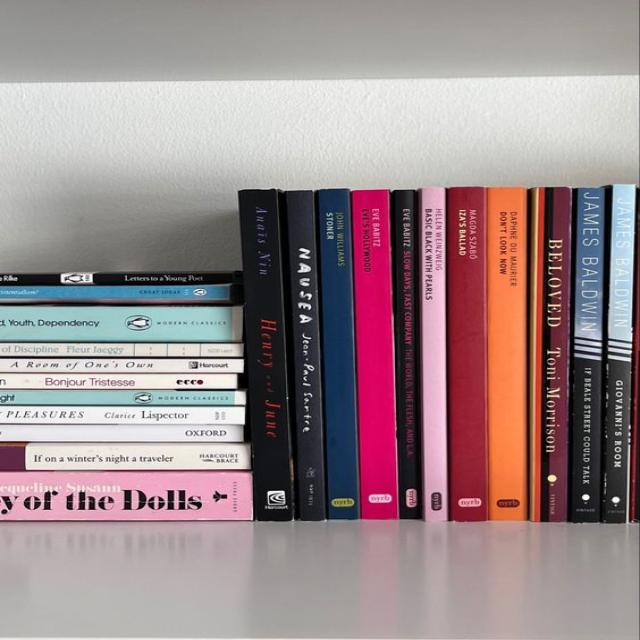 Rilke
Letters to a Young Poet
GREAT IDEAS
d, Youth, Dependency
MODERN CLASSICS
of Discipline Fleur Jaeggy
A Room of One's Own
Harcourt
Bonjour Tristesse
ecco
ght
MODERN CLASSICS
PLEASURES Clarice Lispector
OXFORD
If on a winter's night a traveler
HARCOURT
BRACE
cqueline Susann
y of the Dolls
Anaïs Nin Henry and June
Harcourt
NAUSEA Jean-Paul Sartre
JOHN WILLIAMS
STONER
nyrb
EVE BABITZ
EVE'S HOLLYWOOD
nyrb
EVE BABITZ SLOW DAYS, FAST COMPANY THE WORLD, THE FLESH, AND L.A.
nyrb
HELEN WEINZWEIG
BASIC BLACK WITH PEARLS
nyrb
MAGDA SZABÓ
IZA'S BALLAD
nyrb
DAPHNE DU MAURIER
DON'T LOOK NOW
nyrb
BELOVED Toni Morrison
JAMES BALDWIN IF BEALE STREET COULD TALK
JAMES BALDWIN GIOVANNI'S ROOM